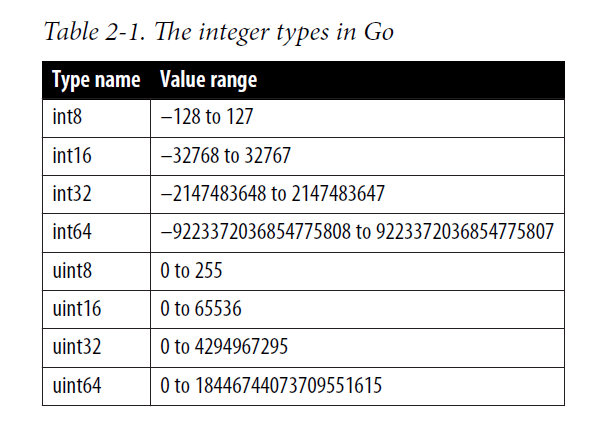 Table 2-1. The integer types in Go
Type name Value range
int8 –128 to 127
int16 –32768 to 32767
int32 –2147483648 to 2147483647
int64 –9223372036854775808 to 9223372036854775807
uint8 0 to 255
uint16 0 to 65536
uint32 0 to 4294967295
uint64 0 to 18446744073709551615